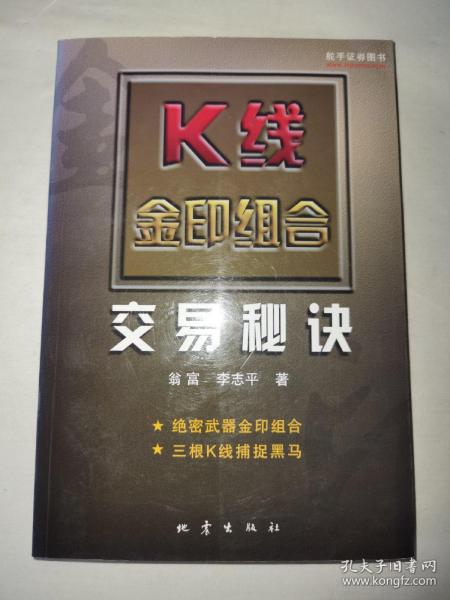 舵手证券图书
K线
金印组合
交易秘诀
翁富 李志平 著
★ 绝密武器金印组合
★ 三根K线捕捉黑马
地震出版社
孔夫子旧书网
www.kongfz.com
金